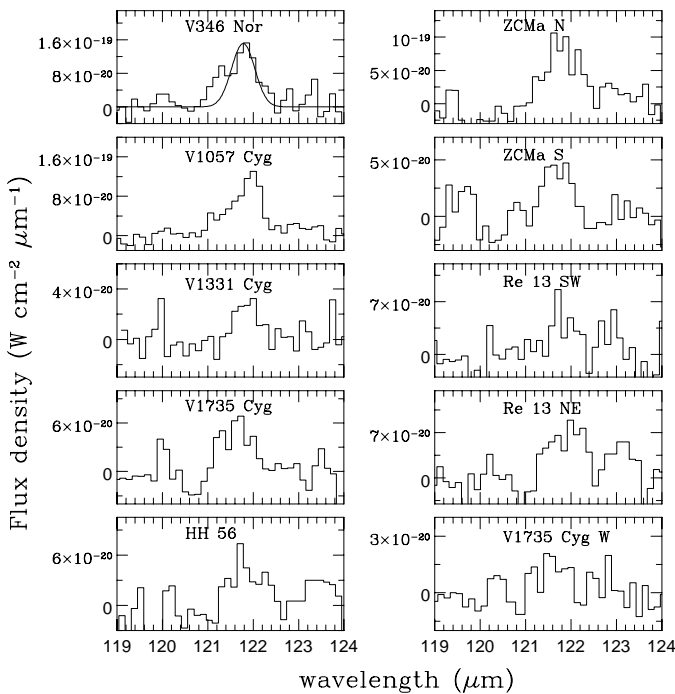 V346 Nor
1.6×10⁻¹⁹
8×10⁻²⁰
0
ZCMa N
10⁻¹⁹
5×10⁻²⁰
0
V1057 Cyg
1.6×10⁻¹⁹
8×10⁻²⁰
0
ZCMa S
5×10⁻²⁰
0
V1331 Cyg
4×10⁻²⁰
0
Re 13 SW
7×10⁻²⁰
0
V1735 Cyg
6×10⁻²⁰
0
Re 13 NE
7×10⁻²⁰
0
HH 56
6×10⁻²⁰
0
V1735 Cyg W
3×10⁻²⁰
0
119 120 121 122 123 124
119 120 121 122 123 124
Flux density (W cm⁻² μm⁻¹)
wavelength (μm)